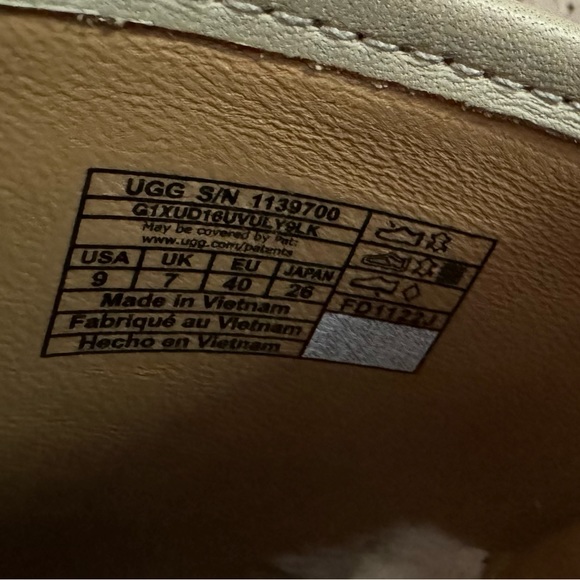 UGG S/N 1139700
G1XUD16UVULY9LK
May be covered by Pat:
www.ugg.com/patents
USA UK EU JAPAN
9 7 40 26
FD1122J
Made in Vietnam
Fabriqué au Vietnam
Hecho en Vietnam